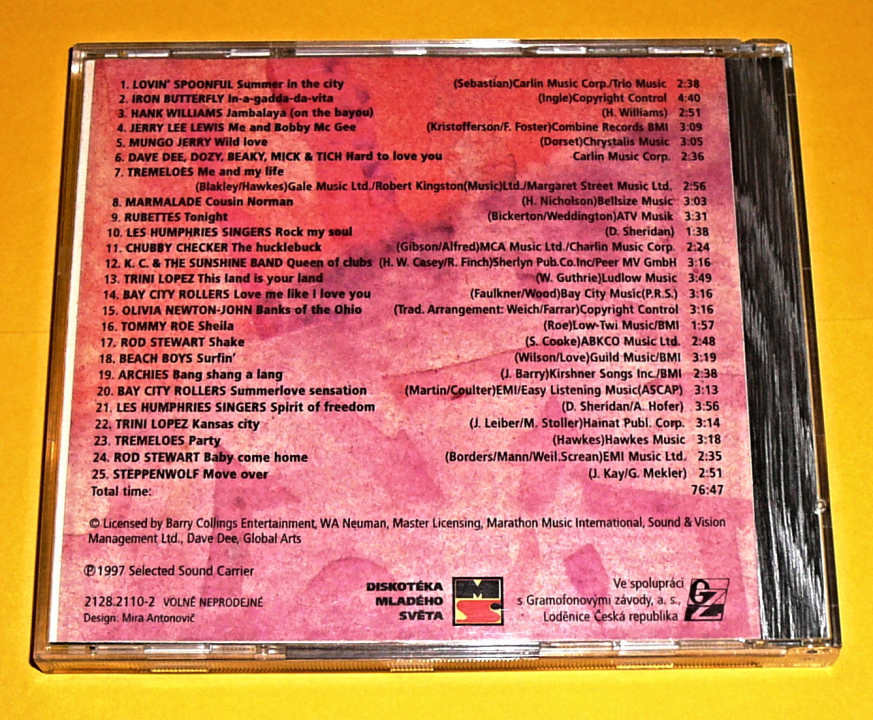 1. LOVIN' SPOONFUL Summer in the city (Sebastian)Carlin Music Corp./Trio Music 2:38
2. IRON BUTTERFLY In-a-gadda-da-vita (Ingle)Copyright Control 4:40
3. HANK WILLIAMS Jambalaya (on the bayou) (H. Williams) 2:51
4. JERRY LEE LEWIS Me and Bobby Mc Gee (Kristofferson/F. Foster)Combine Records BMI 3:09
5. MUNGO JERRY Wild love (Dorset)Chrystalis Music 3:05
6. DAVE DEE, DOZY, BEAKY, MICK & TICH Hard to love you Carlin Music Corp. 2:36
7. TREMELOES Me and my life
(Blakley/Hawkes)Gale Music Ltd./Robert Kingston(Music)Ltd./Margaret Street Music Ltd. 2:56
8. MARMALADE Cousin Norman (H. Nicholson)Bellsize Music 3:03
9. RUBETTES Tonight (Bickerton/Weddington)ATV Musik 3:31
10. LES HUMPHRIES SINGERS Rock my soul (D. Sheridan) 1:38
11. CHUBBY CHECKER The hucklebuck (Gibson/Alfred)MCA Music Ltd./Charlin Music Corp. 2:24
12. K. C. & THE SUNSHINE BAND Queen of clubs (H. W. Casey/R. Finch)Sherlyn Pub.Co.Inc/Peer MV GmbH 3:16
13. TRINI LOPEZ This land is your land (W. Guthrie)Ludlow Music 3:49
14. BAY CITY ROLLERS Love me like I love you (Faulkner/Wood)Bay City Music(P.R.S.) 3:16
15. OLIVIA NEWTON-JOHN Banks of the Ohio (Trad. Arrangement: Weich/Farrar)Copyright Control 3:16
16. TOMMY ROE Sheila (Roe)Low-Twi Music/BMI 1:57
17. ROD STEWART Shake (S. Cooke)ABKCO Music Ltd. 2:48
18. BEACH BOYS Surfin' (Wilson/Love)Guild Music/BMI 3:19
19. ARCHIES Bang shang a lang (J. Barry)Kirshner Songs Inc./BMI 2:38
20. BAY CITY ROLLERS Summerlove sensation (Martin/Coulter)EMI/Easy Listening Music(ASCAP) 3:13
21. LES HUMPHRIES SINGERS Spirit of freedom (D. Sheridan/A. Hofer) 3:56
22. TRINI LOPEZ Kansas city (J. Leiber/M. Stoller)Hainat Publ. Corp. 3:14
23. TREMELOES Party (Hawkes)Hawkes Music 3:18
24. ROD STEWART Baby come home (Borders/Mann/Weil.Screan)EMI Music Ltd. 2:35
25. STEPPENWOLF Move over (J. Kay/G. Mekler) 2:51
Total time: 76:47
© Licensed by Barry Collings Entertainment, WA Neuman, Master Licensing, Marathon Music International, Sound & Vision
Management Ltd., Dave Dee, Global Arts
℗ 1997 Selected Sound Carrier
2128.2110-2 VOLNĚ NEPRODEJNÉ
Design: Mira Antonovič
DISKOTÉKA
MLADÉHO
SVĚTA
MS
Ve spolupráci
s Gramofonovými závody, a. s.,
Loděnice Česká republika
GZ